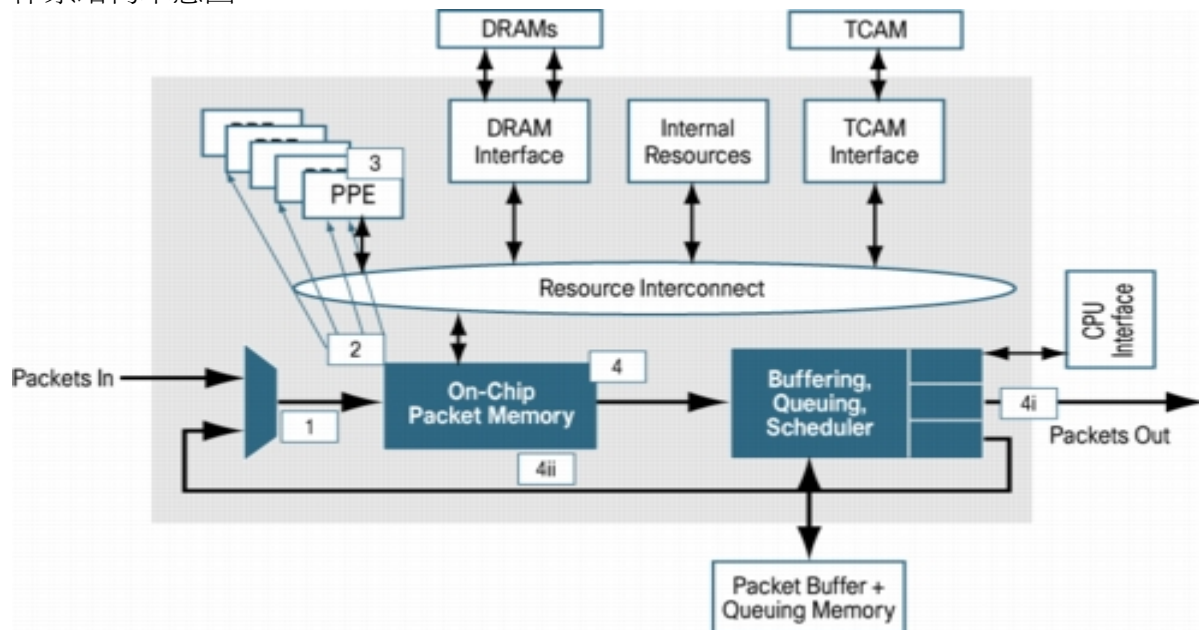 DRAMs
TCAM
DRAM
Interface
Internal
Resources
TCAM
Interface
3
PPE
Resource Interconnect
CPU
Interface
2
4
Packets In
On-Chip
Packet Memory
Buffering,
Queuing,
Scheduler
4i
1
Packets Out
4ii
Packet Buffer +
Queuing Memory